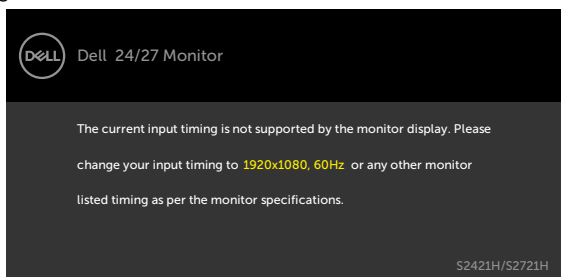 DELL Dell 24/27 Monitor
The current input timing is not supported by the monitor display. Please
change your input timing to 1920x1080, 60Hz or any other monitor
listed timing as per the monitor specifications.
S2421H/S2721H